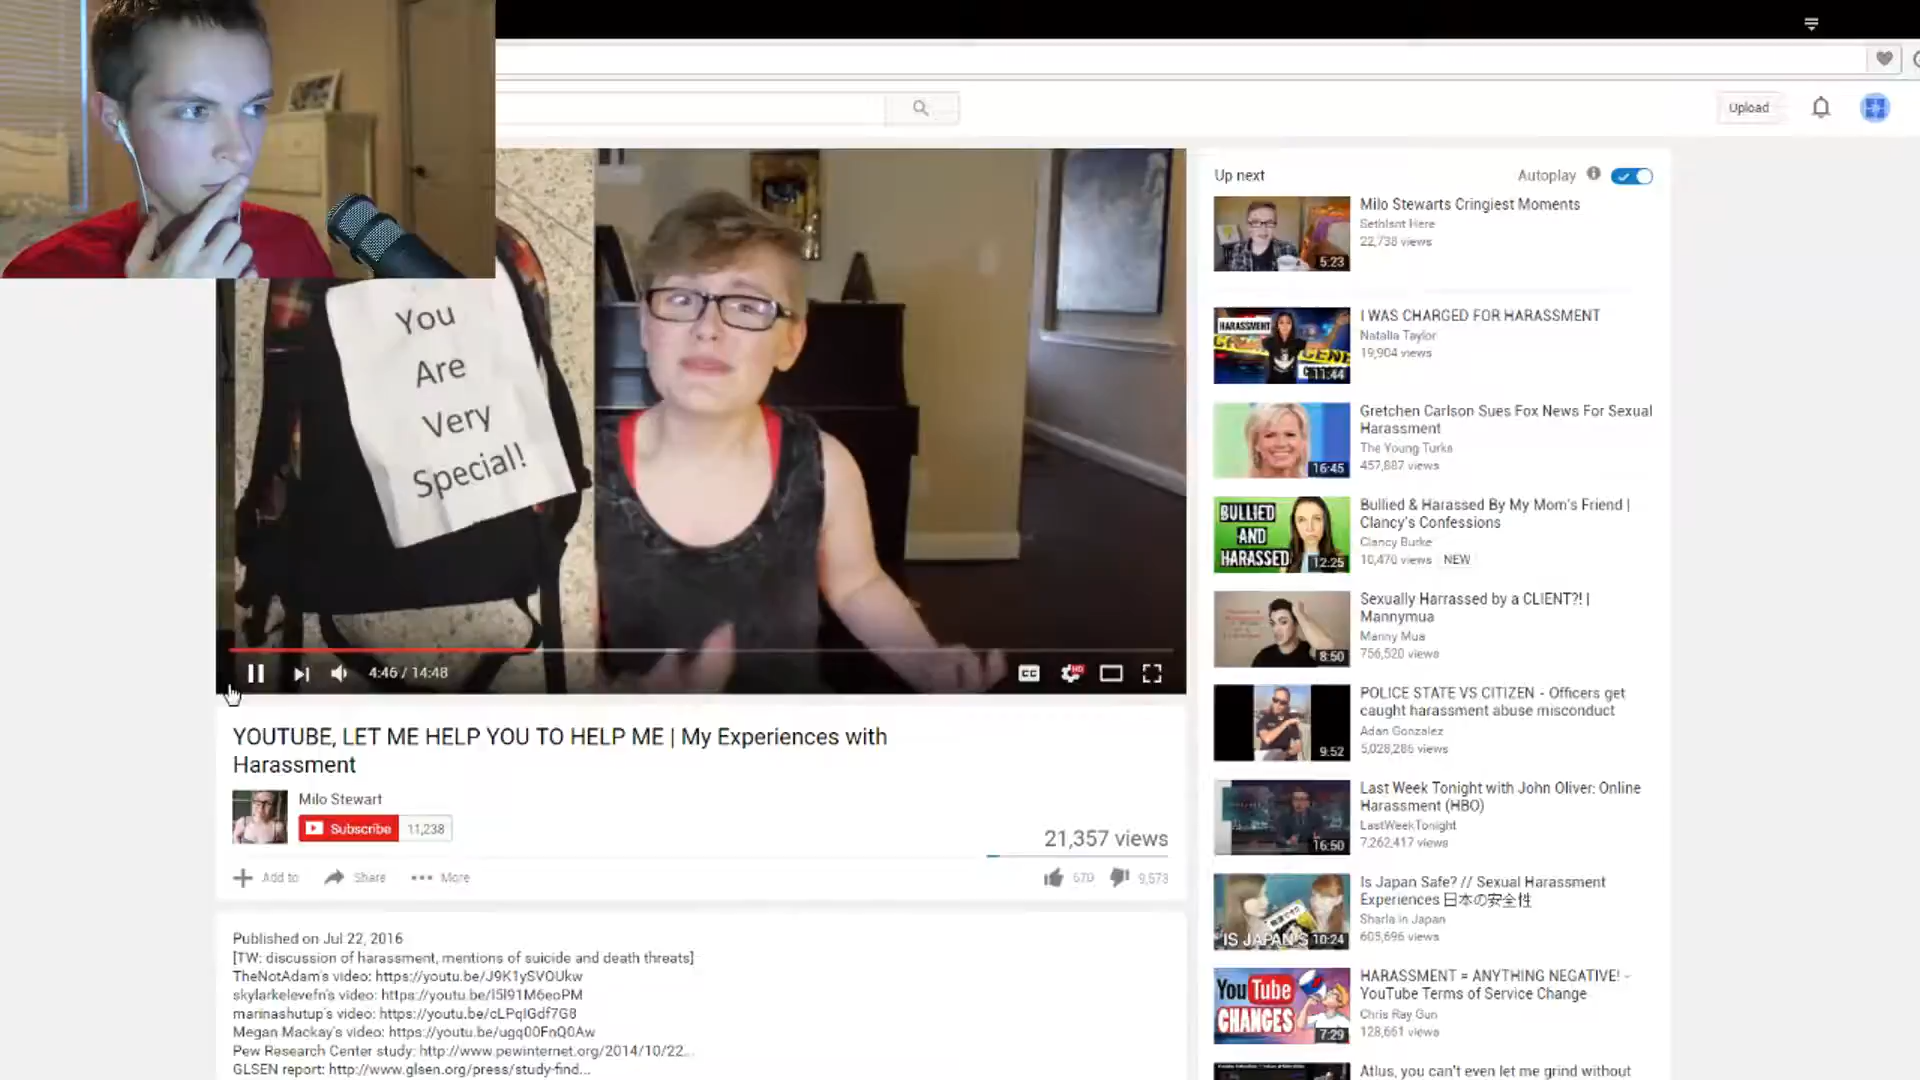 Upload
You
Are
Very
Special!
4:46 / 14:48
CC
HD
YOUTUBE, LET ME HELP YOU TO HELP ME | My Experiences with
Harassment
Milo Stewart
Subscribe 11,238
21,357 views
Add to Share More
670 9,573
Published on Jul 22, 2016
[TW: discussion of harassment, mentions of suicide and death threats]
TheNotAdam's video: https://youtu.be/J9K1ySVOUkw
skylarkeleven's video: https://youtu.be/I5I91M6eoPM
marinashutup's video: https://youtu.be/cLPqIGdf7G8
Megan Mackay's video: https://youtu.be/ugq00FnQ0Aw
Pew Research Center study: http://www.pewinternet.org/2014/10/22...
GLSEN report: http://www.glsen.org/press/study-find...
Up next Autoplay
Milo Stewarts Cringiest Moments
Sethlant Here
22,738 views
5:23
I WAS CHARGED FOR HARASSMENT
Natalia Taylor
19,904 views
HARASSMENT
11:44
Gretchen Carlson Sues Fox News For Sexual
Harassment
The Young Turks
457,887 views
16:45
Bullied & Harassed By My Mom's Friend |
Clancy's Confessions
Clancy Burke
10,470 views NEW
BULLIED
AND
HARASSED
12:25
Sexually Harrassed by a CLIENT?! |
Mannymua
Manny Mua
756,520 views
8:50
POLICE STATE VS CITIZEN - Officers get
caught harassment abuse misconduct
Adan Gonzalez
5,028,286 views
9:52
Last Week Tonight with John Oliver: Online
Harassment (HBO)
LastWeekTonight
7,262,417 views
16:50
Is Japan Safe? // Sexual Harassment
Experiences 日本の安全性
Sharla in Japan
605,696 views
IS JAPAN'S 10:24
HARASSMENT = ANYTHING NEGATIVE! -
YouTube Terms of Service Change
Chris Ray Gun
128,661 views
YouTube
CHANGES
7:29
Atlus, you can't even let me grind without